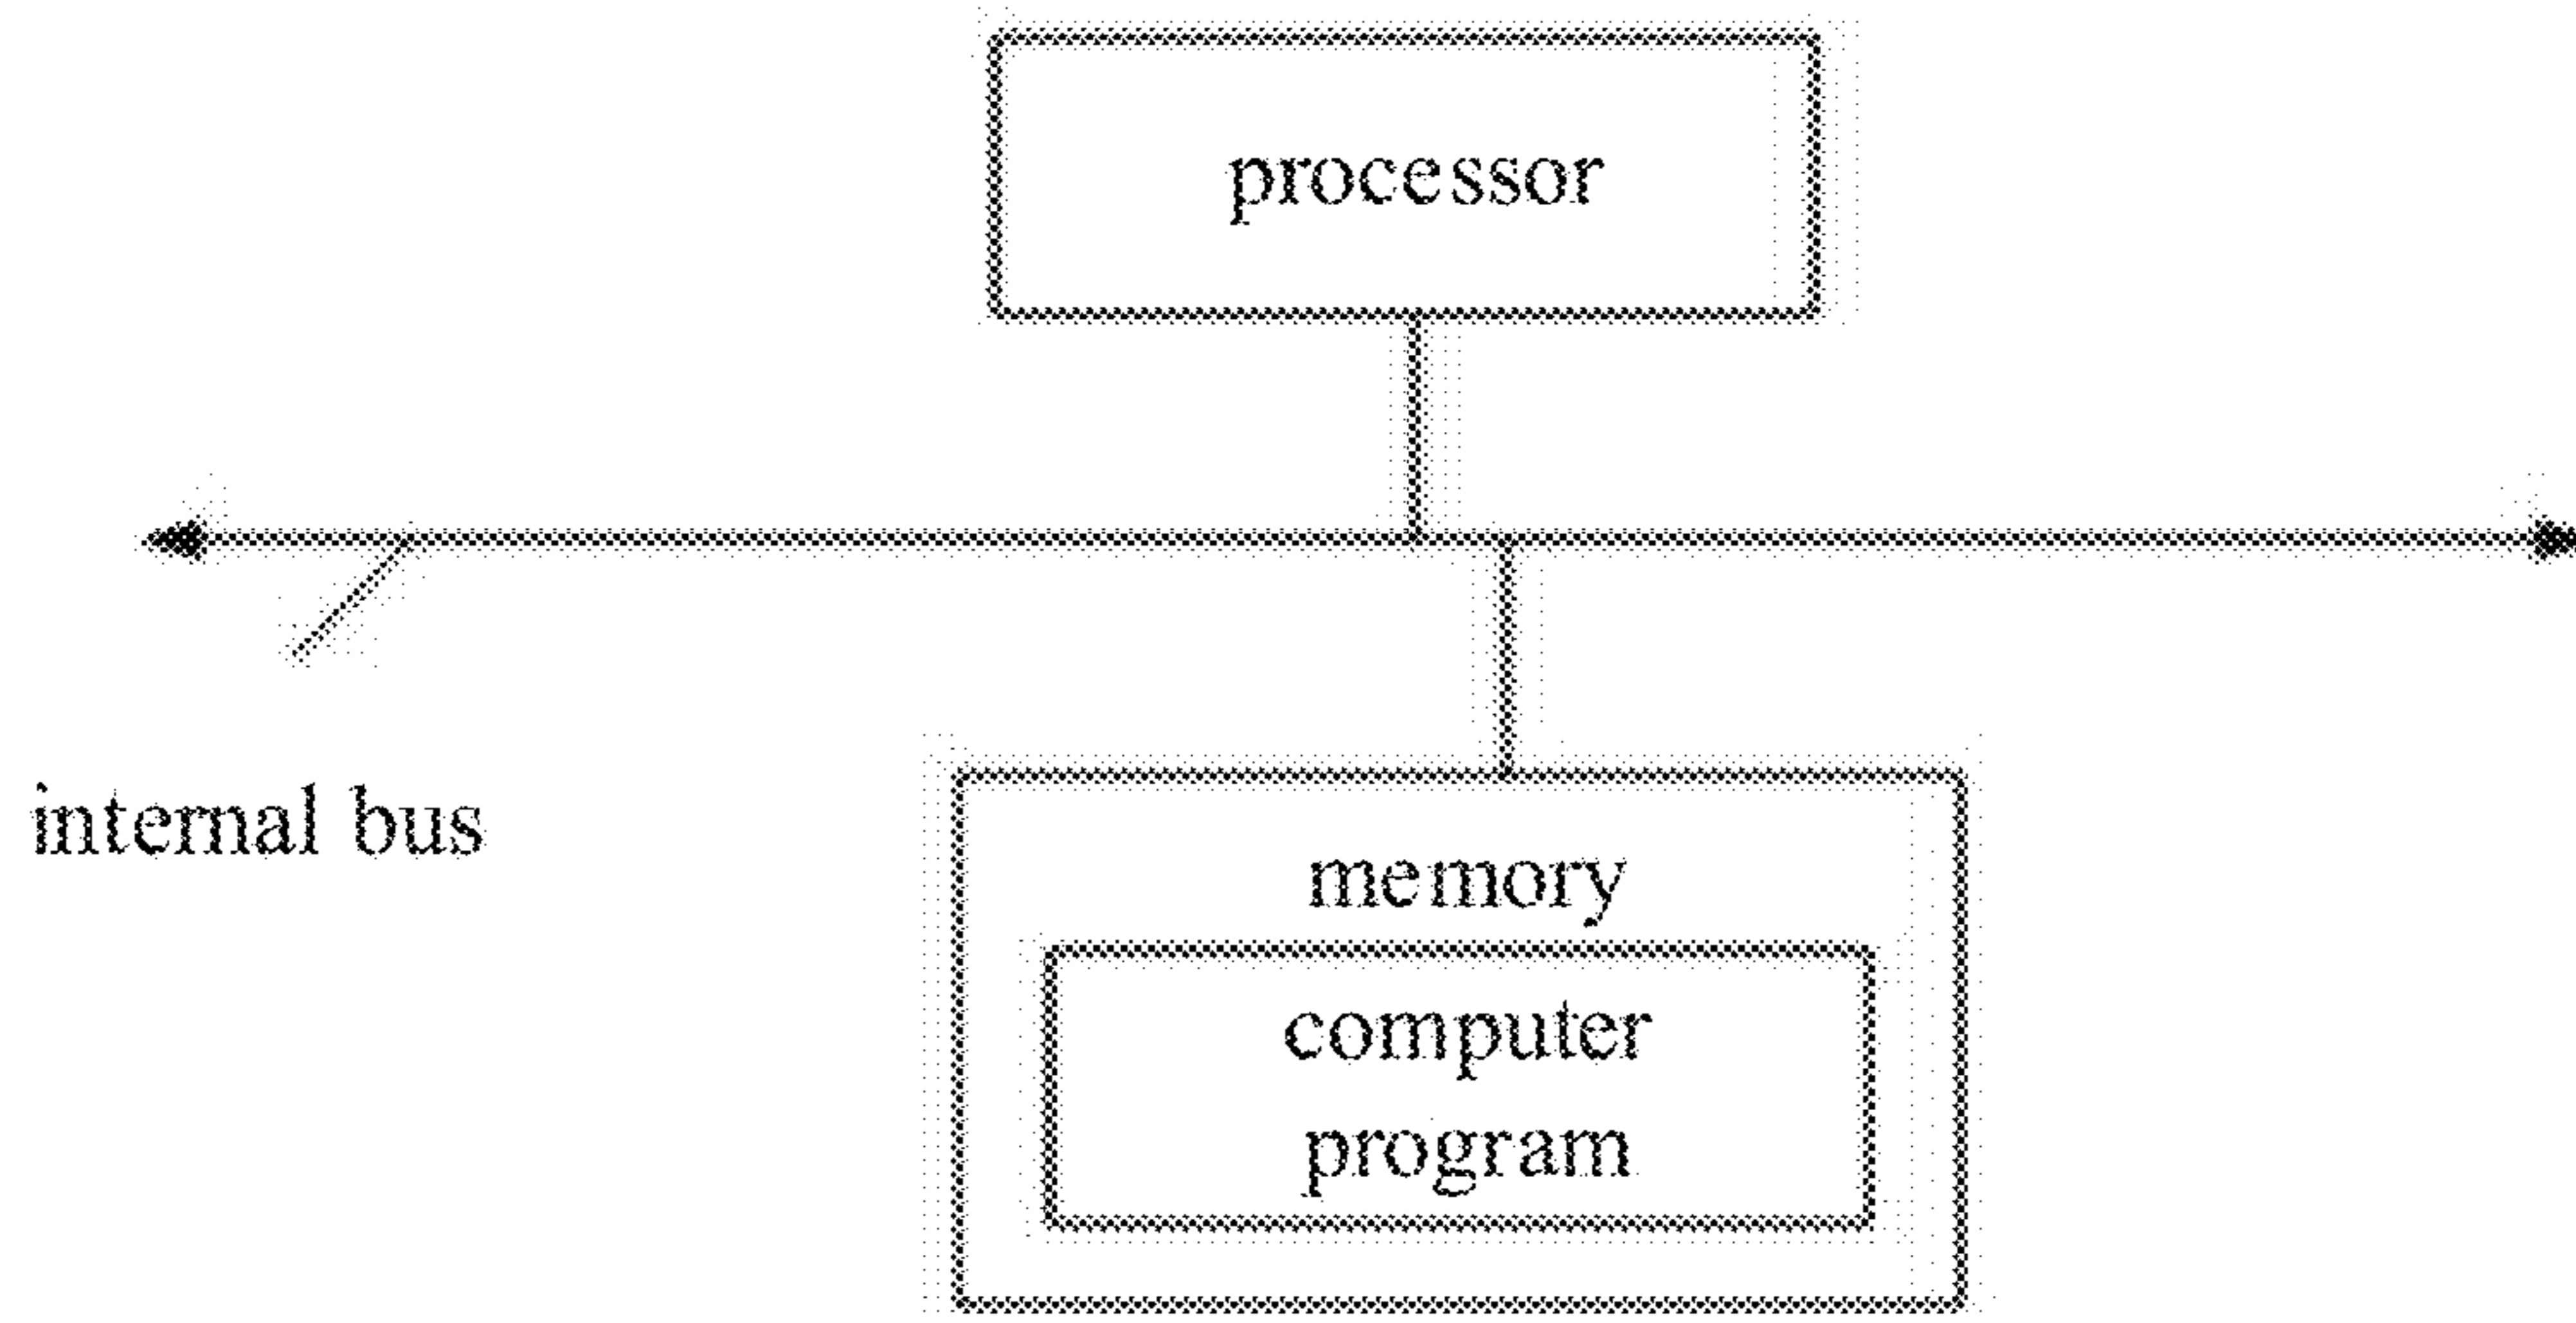 processor
internal bus
memory
computer
program